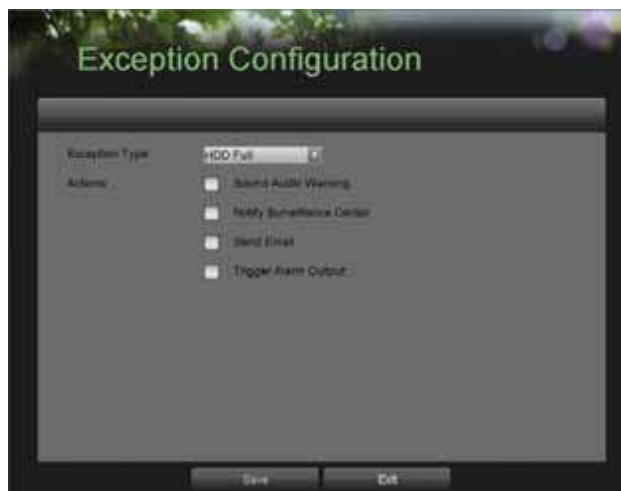 Exception Configuration
Exception Type HDD Full
Actions Sound Audio Warning
Notify Surveillance Center
Send Email
Trigger Alarm Output
Save Exit